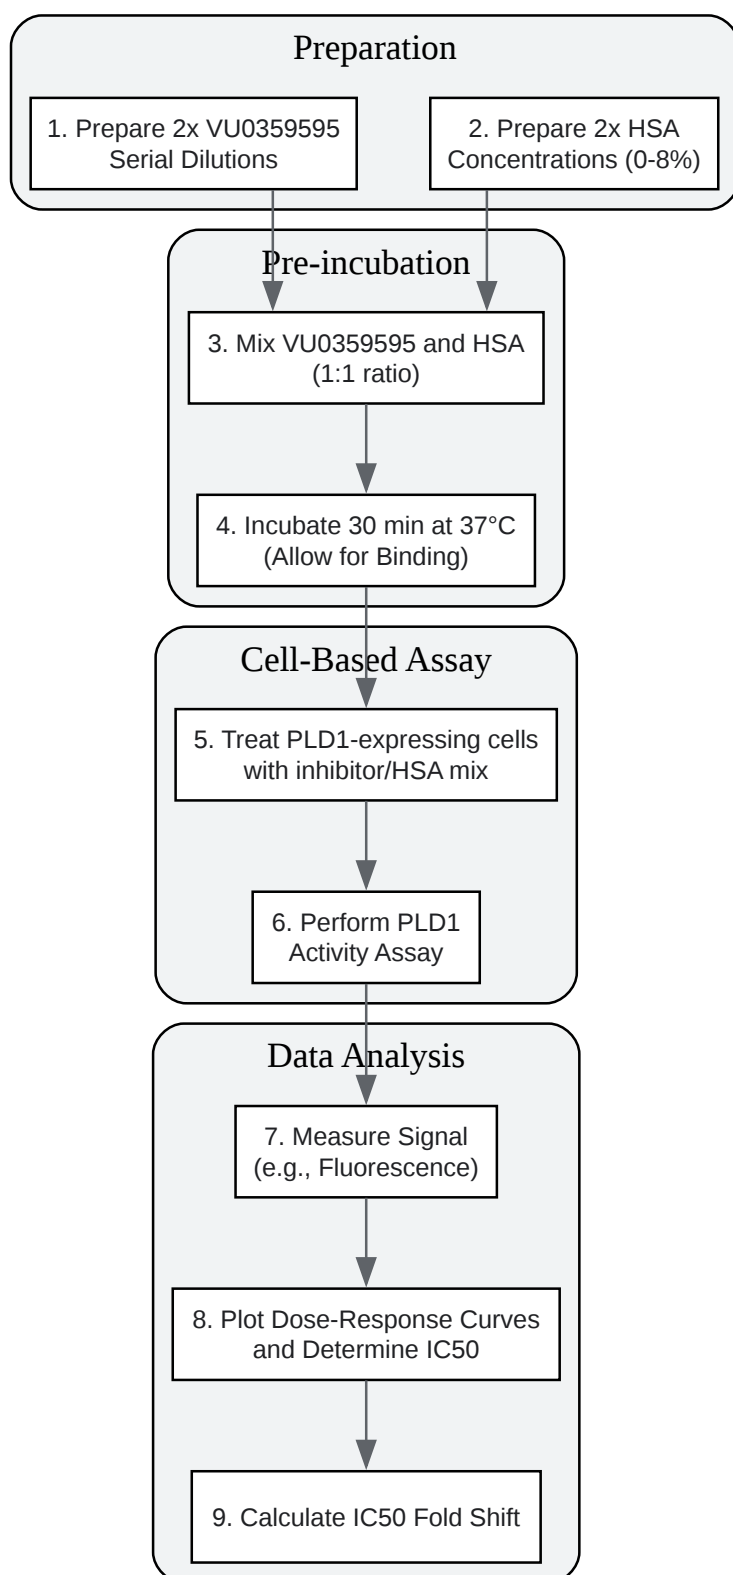 Preparation
1. Prepare 2x VU0359595
Serial Dilutions
2. Prepare 2x HSA
Concentrations (0-8%)
Pre-incubation
3. Mix VU0359595 and HSA
(1:1 ratio)
4. Incubate 30 min at 37°C
(Allow for Binding)
Cell-Based Assay
5. Treat PLD1-expressing cells
with inhibitor/HSA mix
6. Perform PLD1
Activity Assay
Data Analysis
7. Measure Signal
(e.g., Fluorescence)
8. Plot Dose-Response Curves
and Determine IC50
9. Calculate IC50 Fold Shift